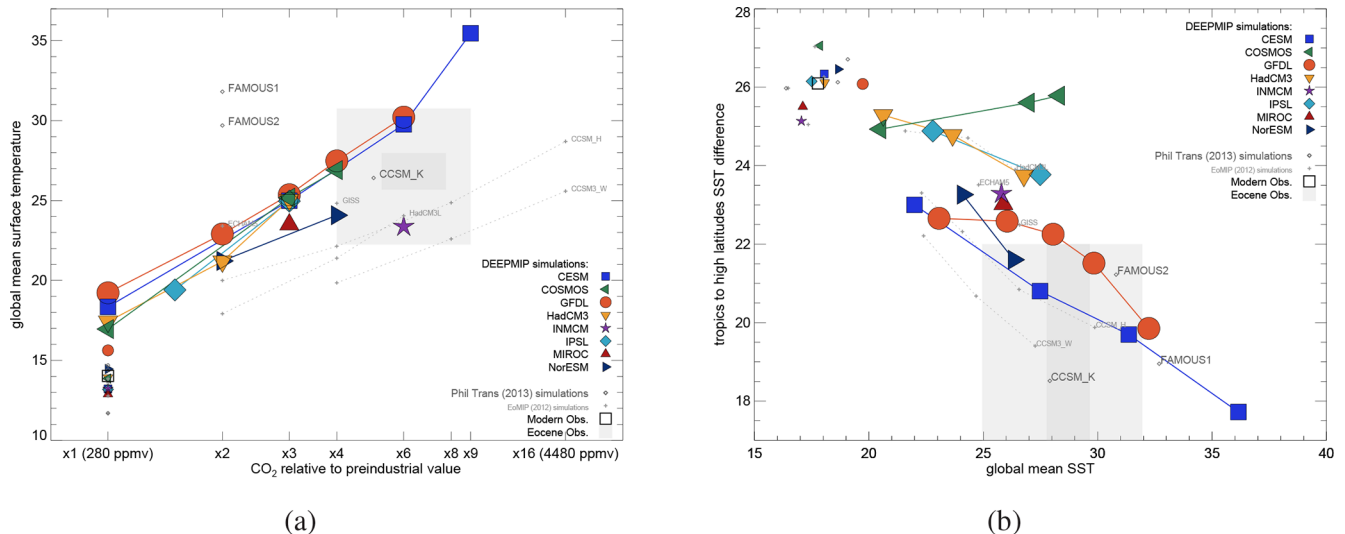 35
30
25
20
15
10
global mean surface temperature
FAMOUS1
FAMOUS2
CCSM_H
CCSM_K
CCSM3_W
GISS
HadCM3L
ECHAM5
DEEPMIP simulations:
CESM
COSMOS
GFDL
HadCM3
INMCM
IPSL
MIROC
NorESM
Phil Trans (2013) simulations
EoMIP (2012) simulations
Modern Obs.
Eocene Obs.
x1 (280 ppmv) x2 x3 x4 x6 x8 x9 x16 (4480 ppmv)
CO2 relative to preindustrial value
(a)
28
26
24
22
20
18
tropics to high latitudes SST difference
DEEPMIP simulations:
CESM
COSMOS
GFDL
HadCM3
INMCM
IPSL
MIROC
NorESM
Phil Trans (2013) simulations
EoMIP (2012) simulations
Modern Obs.
Eocene Obs.
ECHAM5
GISS
FAMOUS2
CCSM_H
CCSM3_W
FAMOUS1
CCSM_K
15 20 25 30 35 40
global mean SST
(b)